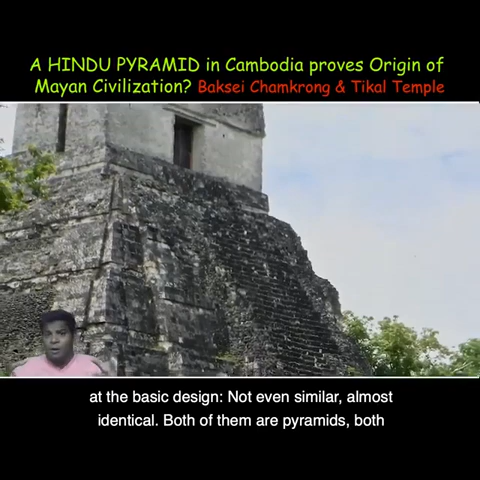 A HINDU PYRAMID in Cambodia proves Origin of
Mayan Civilization? Baksei Chamkrong & Tikal Temple
at the basic design: Not even similar, almost
identical. Both of them are pyramids, both